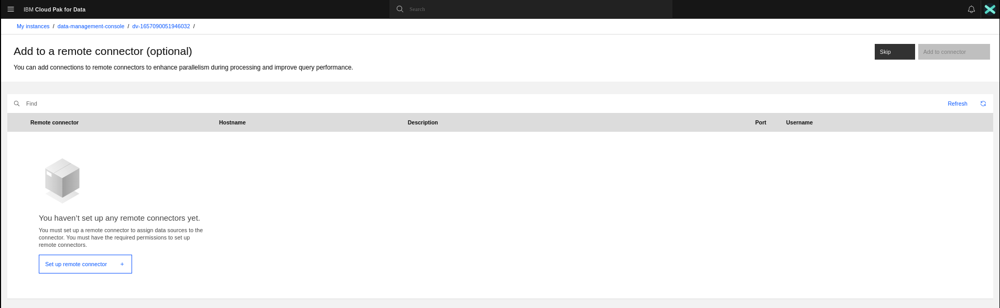 IBM Cloud Pak for Data
Search
My instances / data-management-console / dv-1657090051946032 /
Add to a remote connector (optional)
Skip
Add to connector
You can add connections to remote connectors to enhance parallelism during processing and improve query performance.
Find
Refresh
Remote connector
Hostname
Description
Port
Username
You haven’t set up any remote connectors yet.
You must set up a remote connector to assign data sources to the
connector. You must have the required permissions to set up
remote connectors.
Set up remote connector +